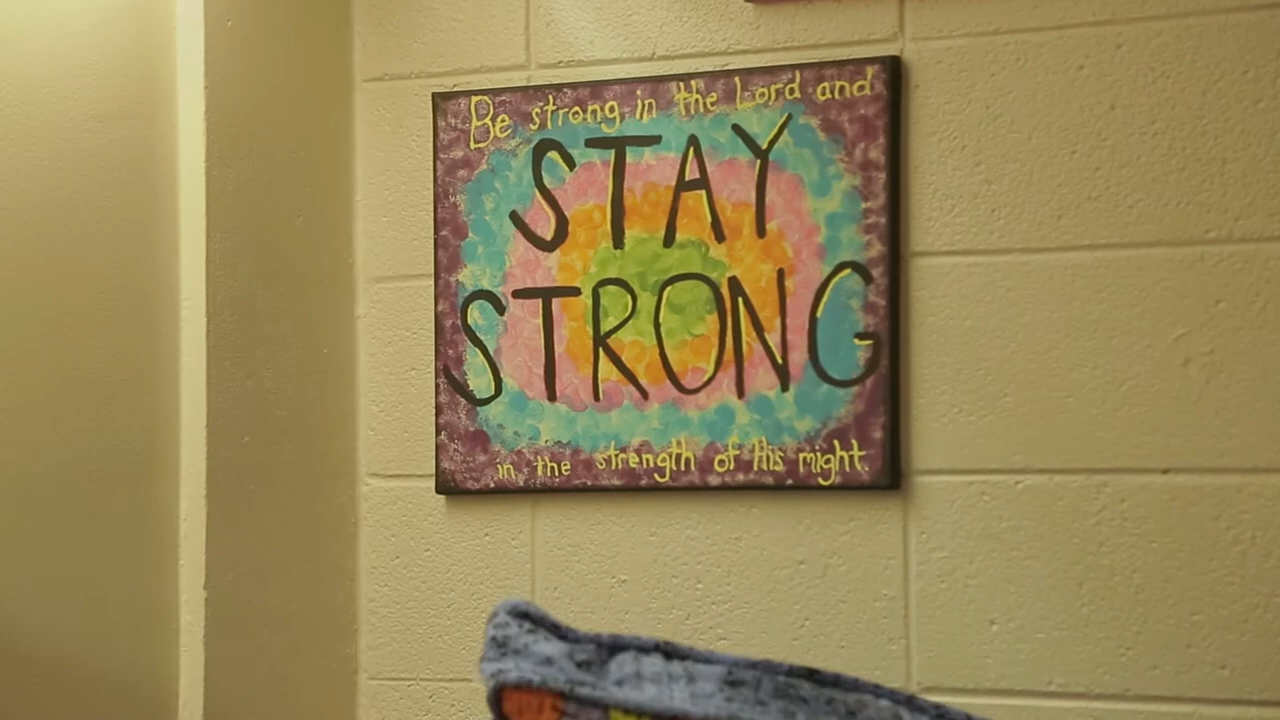 Be strong in the Lord and
STAY
STRONG
in the strength of His might.